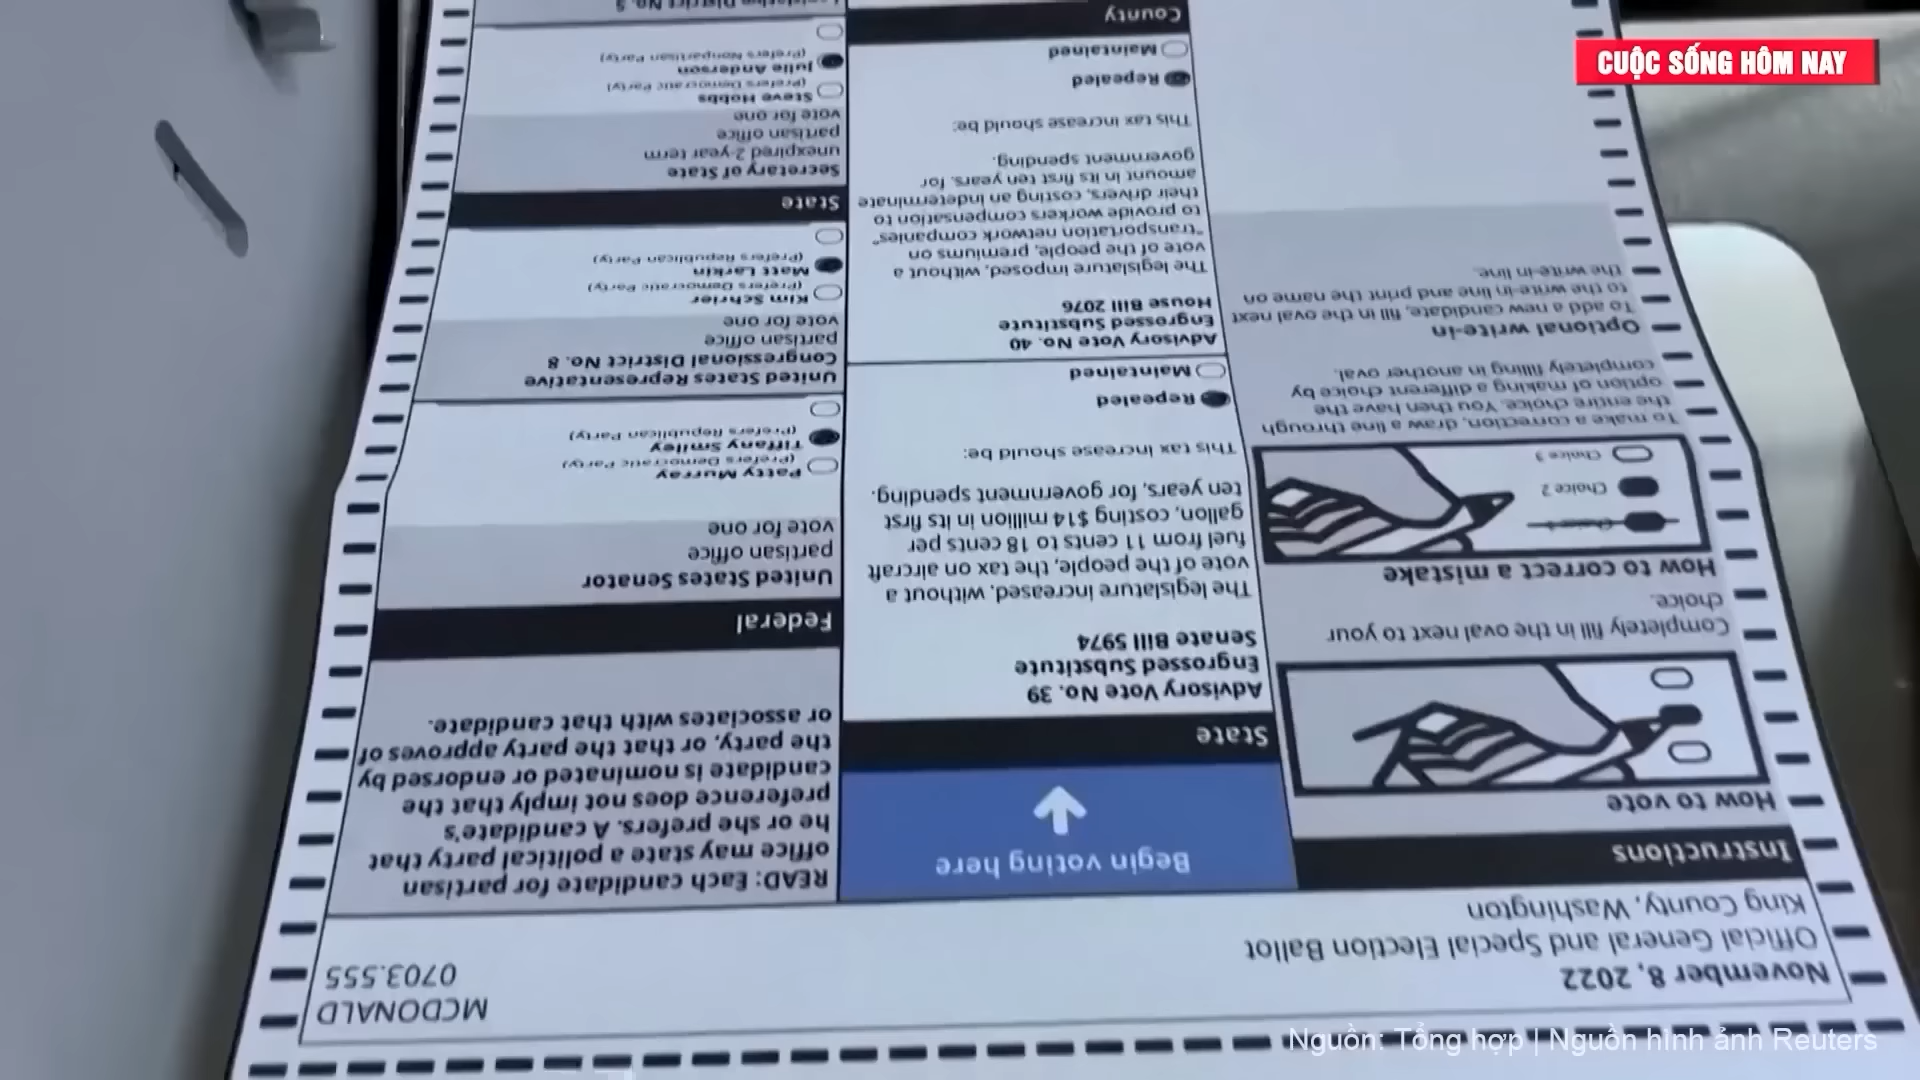 CUỘC SỐNG HÔM NAY
November 8, 2022
Official General and Special Election Ballot
King County, Washington
MCDONALD
0703.555
Instructions
How to vote
Completely fill in the oval next to your
choice.
How to correct a mistake
Choice 1
Choice 2
Choice 3
To make a correction, draw a line through
the entire choice. You then have the
option of making a different choice by
completely filling in another oval.
Optional write-in
To add a new candidate, fill in the oval next
to the write-in line and print the name on
the write-in line.
Begin voting here
State
Advisory Vote No. 39
Engrossed Substitute
Senate Bill 5974
The legislature increased, without a
vote of the people, the tax on aircraft
fuel from 11 cents to 18 cents per
gallon, costing $14 million in its first
ten years, for government spending.
This tax increase should be:
Repealed
Maintained
Advisory Vote No. 40
Engrossed Substitute
House Bill 2076
The legislature imposed, without a
vote of the people, premiums on
"transportation network companies"
to provide workers compensation to
their drivers, costing an indeterminate
amount in its first ten years, for
government spending.
This tax increase should be:
Repealed
Maintained
County
READ: Each candidate for partisan
office may state a political party that
he or she prefers. A candidate's
preference does not imply that the
candidate is nominated or endorsed by
the party, or that the party approves of
or associates with that candidate.
Federal
United States Senator
partisan office
vote for one
Patty Murray
(Prefers Democratic Party)
Tiffany Smiley
(Prefers Republican Party)
United States Representative
Congressional District No. 8
partisan office
vote for one
Kim Schrier
(Prefers Democratic Party)
Matt Larkin
(Prefers Republican Party)
State
Secretary of State
unexpired 2-year term
partisan office
vote for one
Steve Hobbs
(Prefers Democratic Party)
Julie Anderson
(Prefers Nonpartisan Party)
Legislative District No. 5
Nguồn: Tổng hợp | Nguồn hình ảnh Reuters